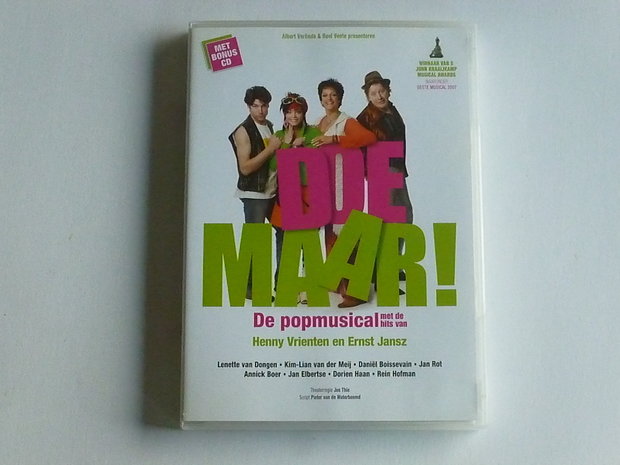 Albert Verlinde & Roel Vente presenteren
MET
BONUS
CD
WINNAAR VAN 5
JOHN KRAAIJKAMP
MUSICAL AWARDS
WAARONDER
BESTE MUSICAL 2007
DOE
MAAR!
De popmusical met de
hits van
Henny Vrienten en Ernst Jansz
Lenette van Dongen • Kim-Lian van der Meij • Daniël Boissevain • Jan Rot
Annick Boer • Jan Elbertse • Dorien Haan • Rein Hofman
Theaterregie Jos Thie
Script Pieter van de Waterbeemd